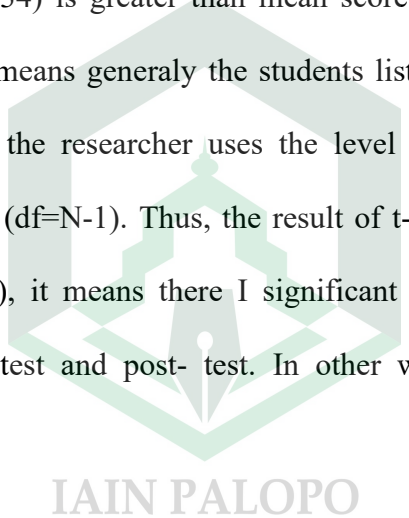 54) is greater than mean score
means generaly the students list
the researcher uses the level
(df=N-1). Thus, the result of t-
), it means there I significant
test and post- test. In other w
IAIN PALOPO